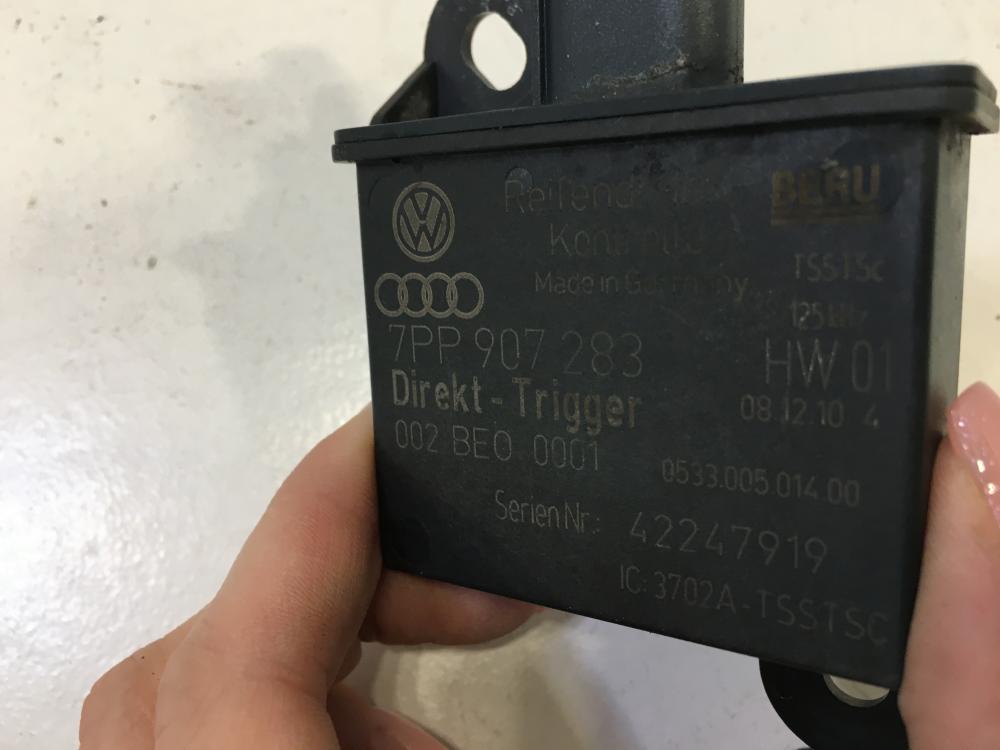 BERU
TSSTSC
Made in Germany
125 kHz
7PP 907 283
HW 01
Direkt - Trigger
08.12.10 4
002 BEO 0001
0533.005.014.00
Serien Nr.: 42247919
IC: 3702A-TSSTSC